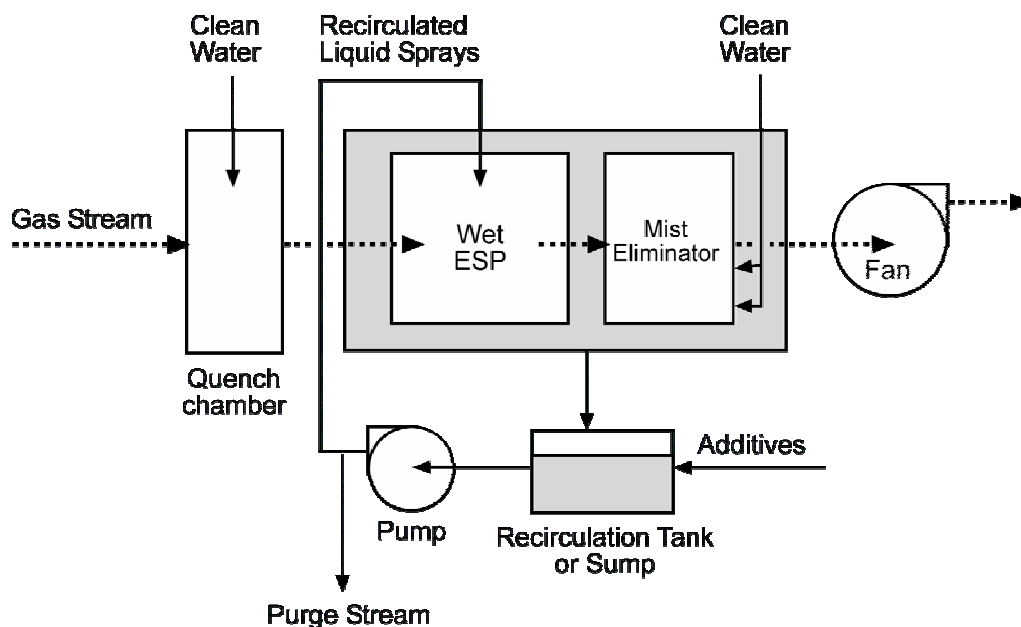 Clean
Water
Recirculated
Liquid Sprays
Clean
Water
Gas Stream
Wet
ESP
Mist
Eliminator
Fan
Quench
chamber
Additives
Pump
Recirculation Tank
or Sump
Purge Stream